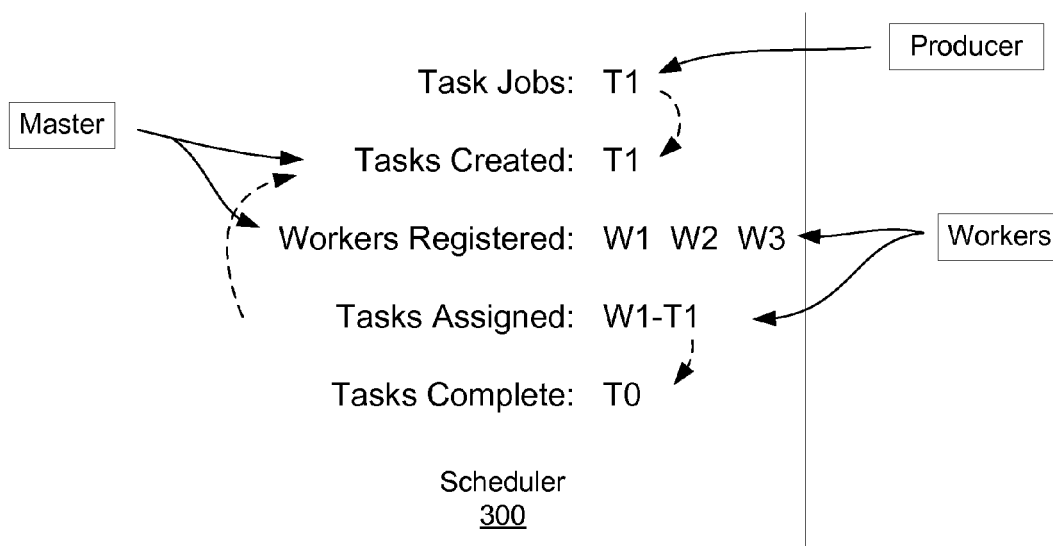 Producer
Task Jobs: T1
Master
Tasks Created: T1
Workers Registered: W1 W2 W3
Workers
Tasks Assigned: W1-T1
Tasks Complete: T0
Scheduler
300